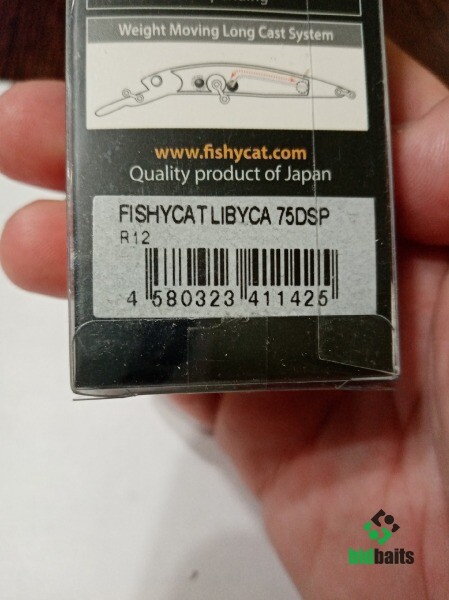 Weight Moving Long Cast System
www.fishycat.com
Quality product of Japan
FISHYCAT LIBYCA 75DSP
R12
4 580323 411425
bidbaits